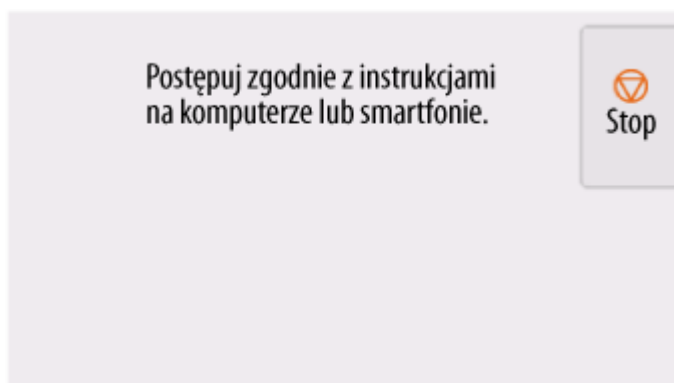 Postępuj zgodnie z instrukcjami
na komputerze lub smartfonie.
Stop